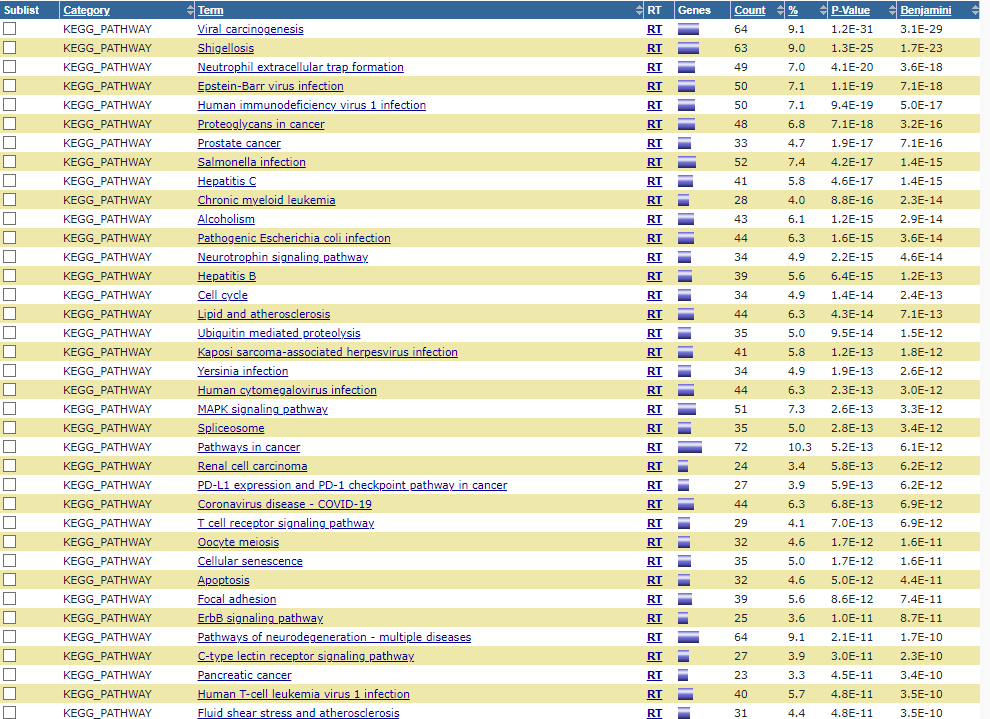 Sublist Category Term RT Genes Count % P-Value Benjamini
KEGG_PATHWAY Viral carcinogenesis RT 64 9.1 1.2E-31 3.1E-29
KEGG_PATHWAY Shigellosis RT 63 9.0 1.3E-25 1.7E-23
KEGG_PATHWAY Neutrophil extracellular trap formation RT 49 7.0 4.1E-20 3.6E-18
KEGG_PATHWAY Epstein-Barr virus infection RT 50 7.1 1.1E-19 7.1E-18
KEGG_PATHWAY Human immunodeficiency virus 1 infection RT 50 7.1 9.4E-19 5.0E-17
KEGG_PATHWAY Proteoglycans in cancer RT 48 6.8 7.1E-18 3.2E-16
KEGG_PATHWAY Prostate cancer RT 33 4.7 1.9E-17 7.1E-16
KEGG_PATHWAY Salmonella infection RT 52 7.4 4.2E-17 1.4E-15
KEGG_PATHWAY Hepatitis C RT 41 5.8 4.6E-17 1.4E-15
KEGG_PATHWAY Chronic myeloid leukemia RT 28 4.0 8.8E-16 2.3E-14
KEGG_PATHWAY Alcoholism RT 43 6.1 1.2E-15 2.9E-14
KEGG_PATHWAY Pathogenic Escherichia coli infection RT 44 6.3 1.6E-15 3.6E-14
KEGG_PATHWAY Neurotrophin signaling pathway RT 34 4.9 2.2E-15 4.6E-14
KEGG_PATHWAY Hepatitis B RT 39 5.6 6.4E-15 1.2E-13
KEGG_PATHWAY Cell cycle RT 34 4.9 1.4E-14 2.4E-13
KEGG_PATHWAY Lipid and atherosclerosis RT 44 6.3 4.3E-14 7.1E-13
KEGG_PATHWAY Ubiquitin mediated proteolysis RT 35 5.0 9.5E-14 1.5E-12
KEGG_PATHWAY Kaposi sarcoma-associated herpesvirus infection RT 41 5.8 1.2E-13 1.8E-12
KEGG_PATHWAY Yersinia infection RT 34 4.9 1.9E-13 2.6E-12
KEGG_PATHWAY Human cytomegalovirus infection RT 44 6.3 2.3E-13 3.0E-12
KEGG_PATHWAY MAPK signaling pathway RT 51 7.3 2.6E-13 3.3E-12
KEGG_PATHWAY Spliceosome RT 35 5.0 2.8E-13 3.4E-12
KEGG_PATHWAY Pathways in cancer RT 72 10.3 5.2E-13 6.1E-12
KEGG_PATHWAY Renal cell carcinoma RT 24 3.4 5.8E-13 6.2E-12
KEGG_PATHWAY PD-L1 expression and PD-1 checkpoint pathway in cancer RT 27 3.9 5.9E-13 6.2E-12
KEGG_PATHWAY Coronavirus disease - COVID-19 RT 44 6.3 6.8E-13 6.9E-12
KEGG_PATHWAY T cell receptor signaling pathway RT 29 4.1 7.0E-13 6.9E-12
KEGG_PATHWAY Oocyte meiosis RT 32 4.6 1.7E-12 1.6E-11
KEGG_PATHWAY Cellular senescence RT 35 5.0 1.7E-12 1.6E-11
KEGG_PATHWAY Apoptosis RT 32 4.6 5.0E-12 4.4E-11
KEGG_PATHWAY Focal adhesion RT 39 5.6 8.6E-12 7.4E-11
KEGG_PATHWAY ErbB signaling pathway RT 25 3.6 1.0E-11 8.7E-11
KEGG_PATHWAY Pathways of neurodegeneration - multiple diseases RT 64 9.1 2.1E-11 1.7E-10
KEGG_PATHWAY C-type lectin receptor signaling pathway RT 27 3.9 3.0E-11 2.3E-10
KEGG_PATHWAY Pancreatic cancer RT 23 3.3 4.5E-11 3.4E-10
KEGG_PATHWAY Human T-cell leukemia virus 1 infection RT 40 5.7 4.8E-11 3.5E-10
KEGG_PATHWAY Fluid shear stress and atherosclerosis RT 31 4.4 4.8E-11 3.5E-10